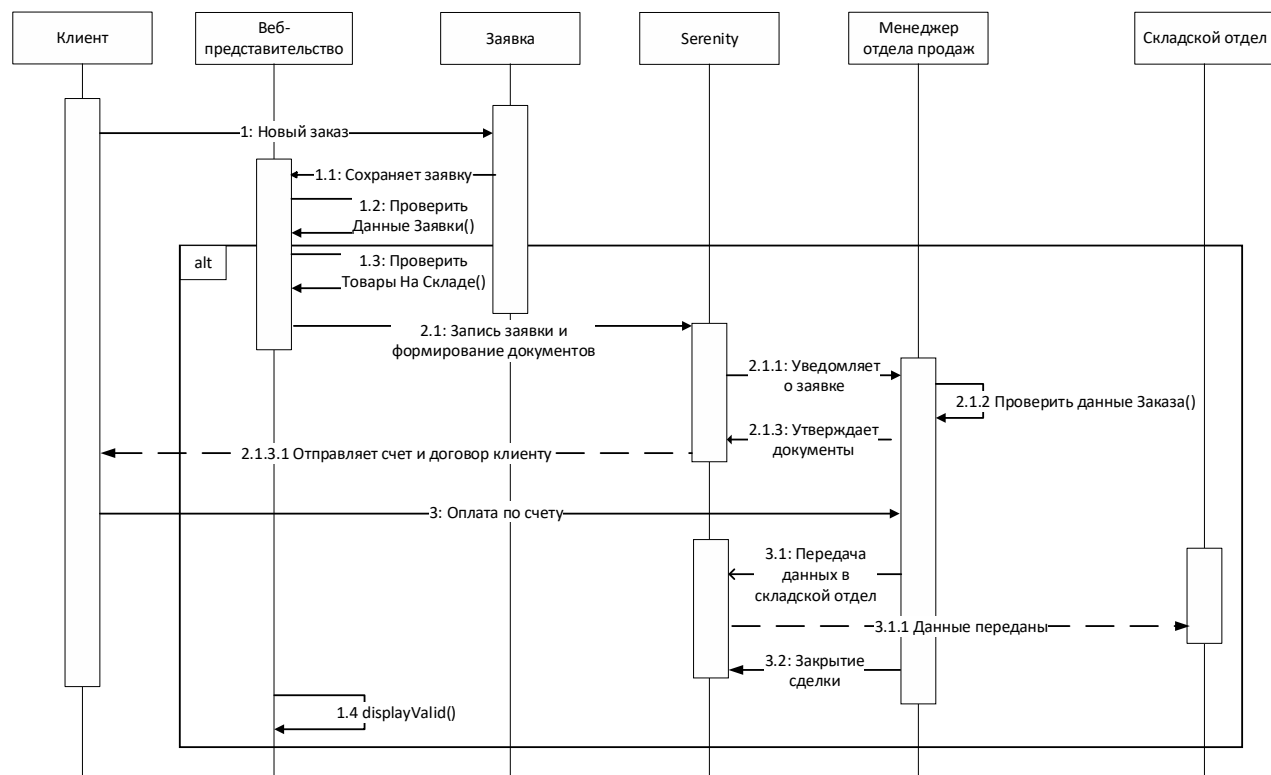 Клиент
Веб-
представительство
Заявка
Serenity
Менеджер
отдела продаж
Складской отдел
1: Новый заказ
1.1: Сохраняет заявку
1.2: Проверить
Данные Заявки()
alt
1.3: Проверить
Товары На Складе()
2.1: Запись заявки и
формирование документов
2.1.1: Уведомляет
о заявке
2.1.2 Проверить данные Заказа()
2.1.3: Утверждает
документы
2.1.3.1 Отправляет счет и договор клиенту
3: Оплата по счету
3.1: Передача
данных в
складской отдел
3.1.1 Данные переданы
3.2: Закрытие
сделки
1.4 displayValid()